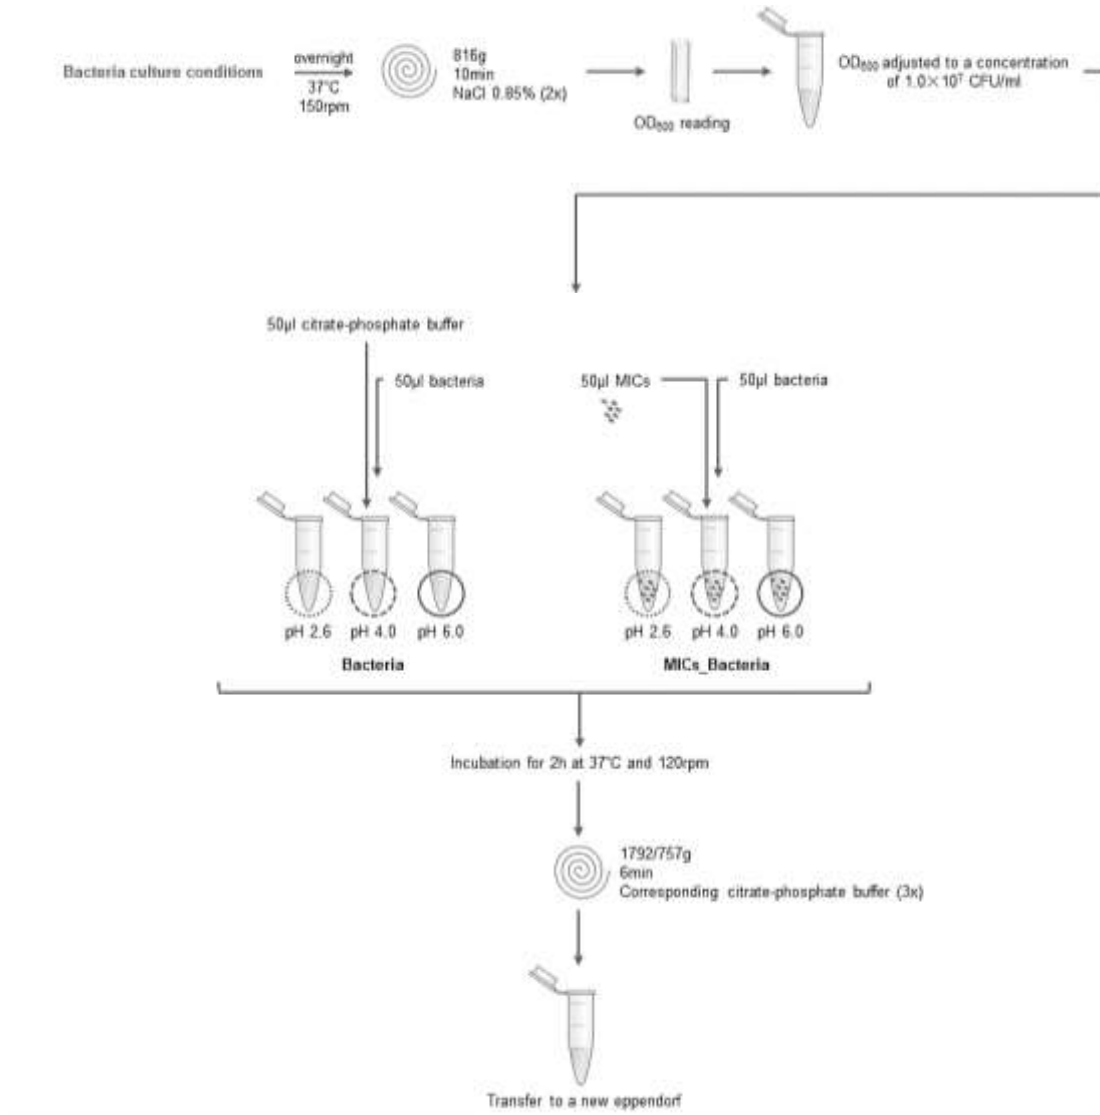 Bacteria culture conditions
overnight
37°C
150rpm
816g
10min
NaCl 0.85% (2x)
OD600 reading
OD600 adjusted to a concentration
of 1.0×10⁷ CFU/ml
50µl citrate-phosphate buffer
50µl bacteria
50µl MICs
50µl bacteria
pH 2.6 pH 4.0 pH 6.0
Bacteria
pH 2.6 pH 4.0 pH 6.0
MICs_Bacteria
Incubation for 2h at 37°C and 120rpm
1792/757g
6min
Corresponding citrate-phosphate buffer (3x)
Transfer to a new eppendorf